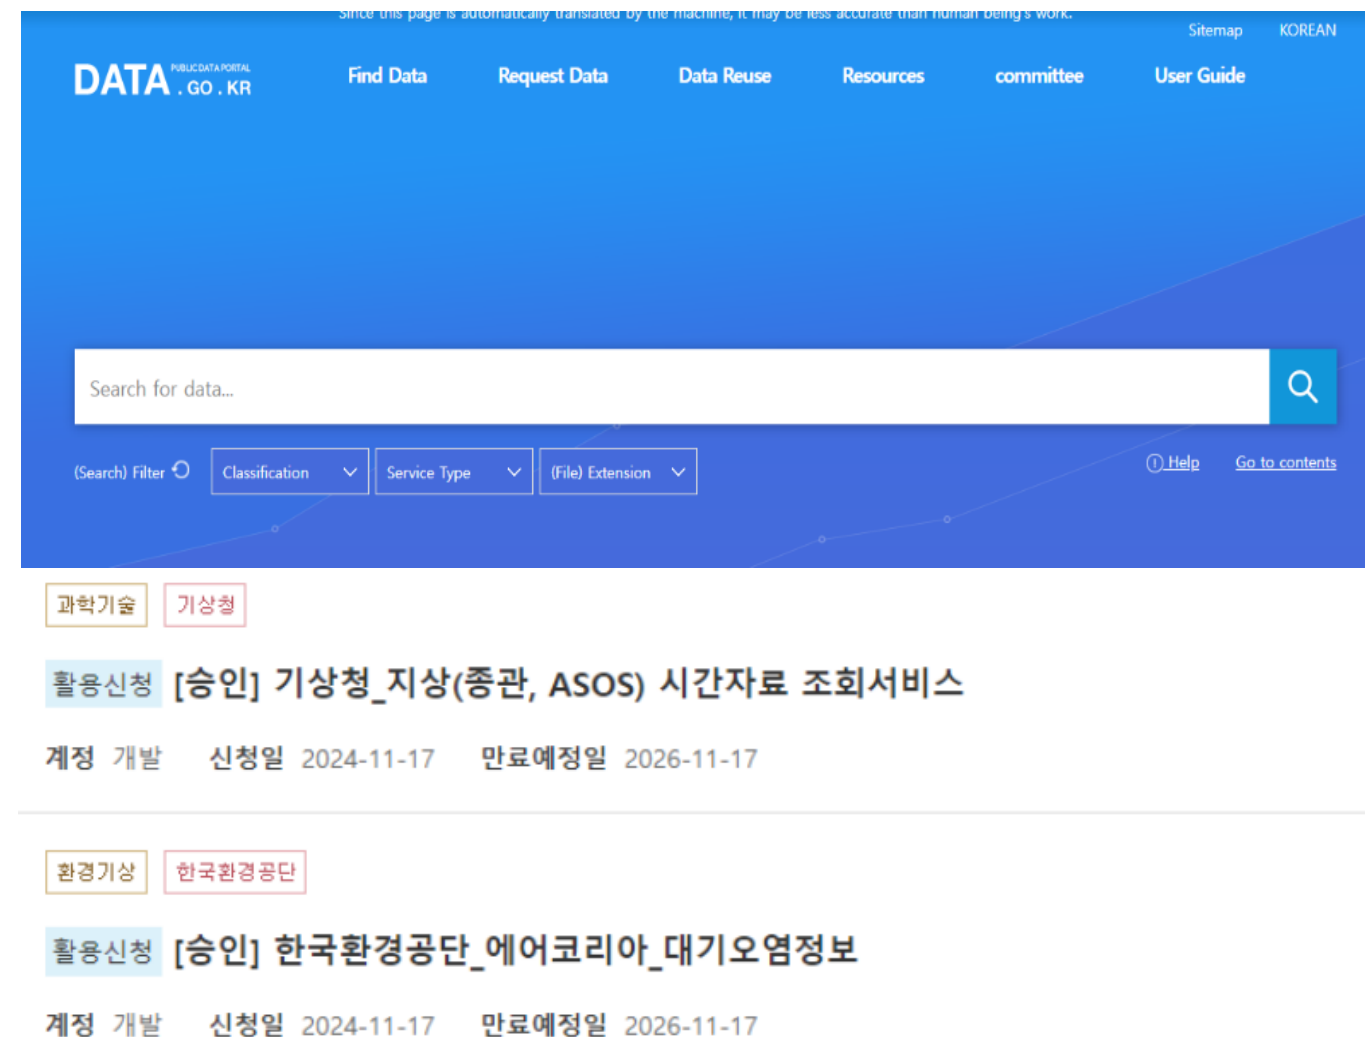 Since this page is automatically translated by the machine, it may be less accurate than human being's work.
Sitemap KOREAN
DATA PUBLIC DATA PORTAL . GO . KR
Find Data Request Data Data Reuse Resources committee User Guide
Search for data...
(Search) Filter Classification Service Type (File) Extension Help Go to contents
과학기술 기상청
활용신청 [승인] 기상청_지상(종관, ASOS) 시간자료 조회서비스
계정 개발 신청일 2024-11-17 만료예정일 2026-11-17
환경기상 한국환경공단
활용신청 [승인] 한국환경공단_에어코리아_대기오염정보
계정 개발 신청일 2024-11-17 만료예정일 2026-11-17